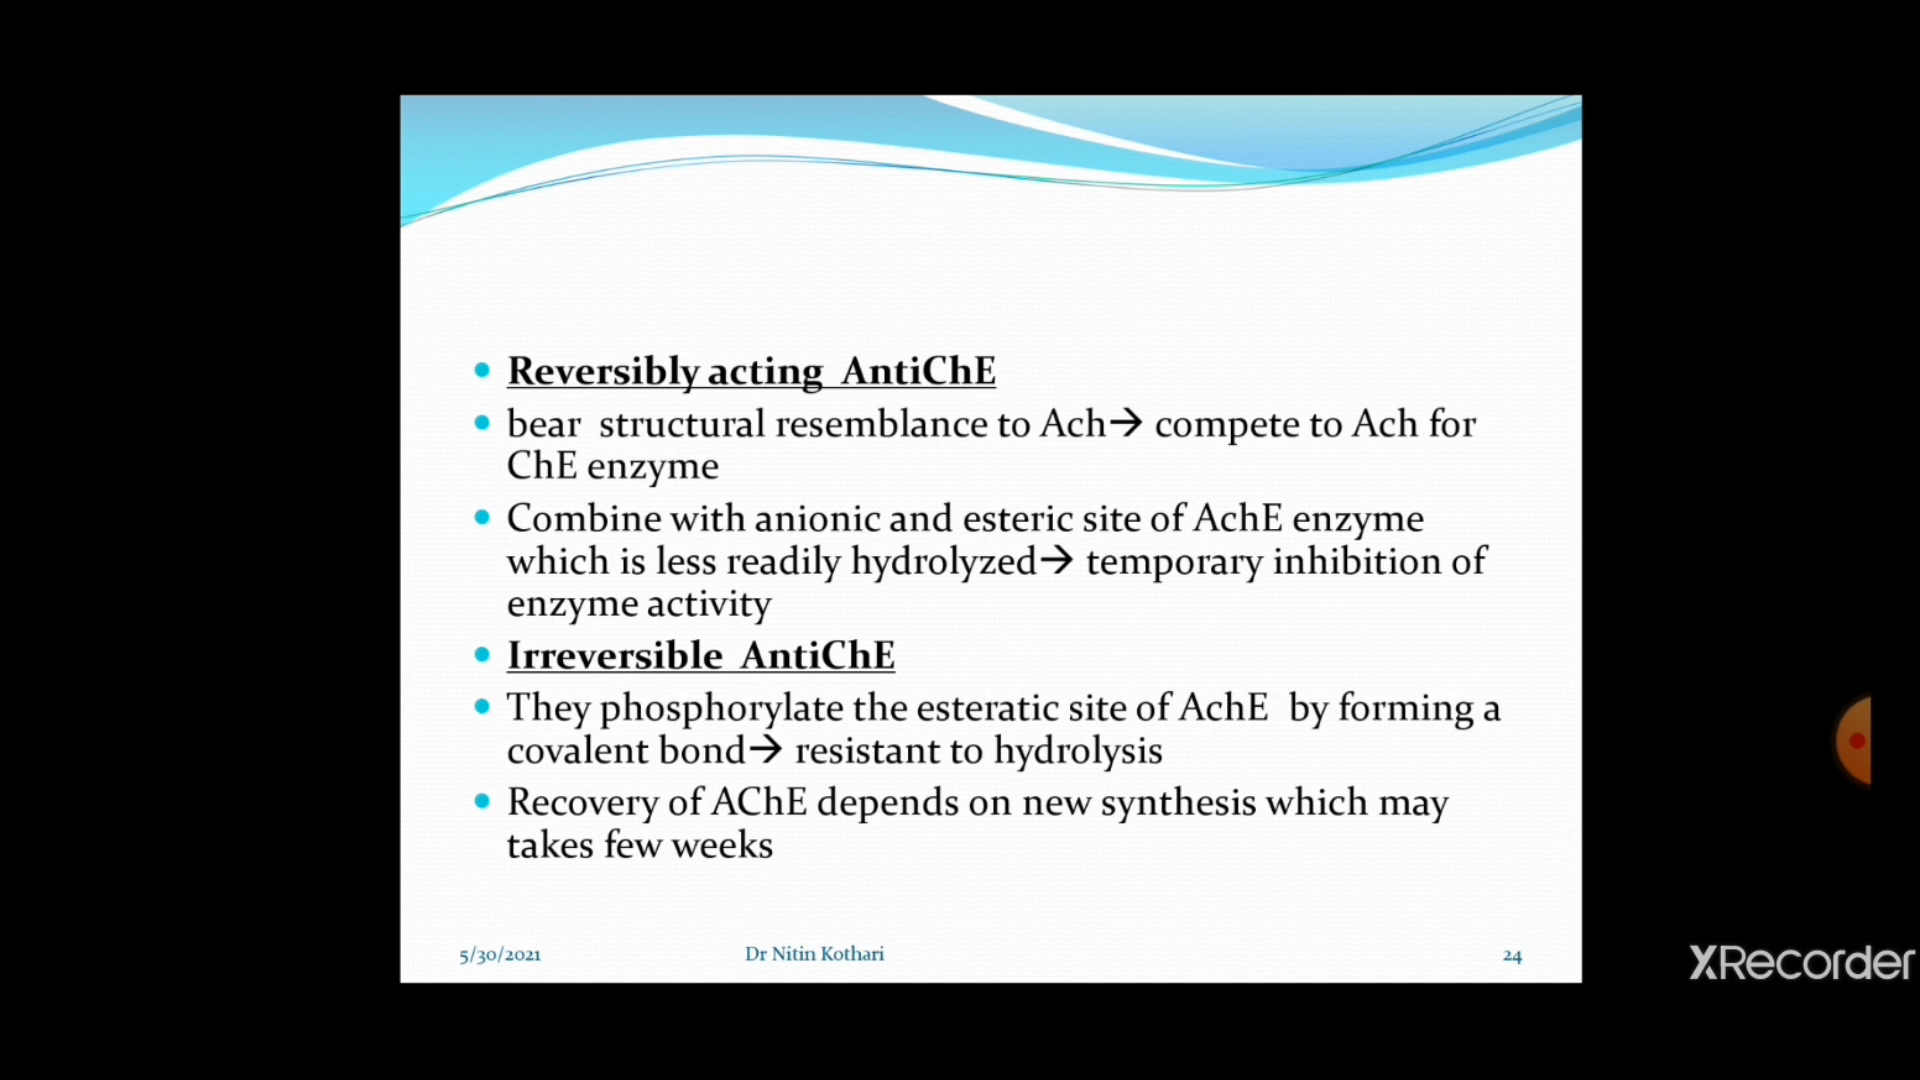 Reversibly acting AntiChE
bear structural resemblance to Ach→ compete to Ach for
ChE enzyme
Combine with anionic and esteric site of AchE enzyme
which is less readily hydrolyzed→ temporary inhibition of
enzyme activity
Irreversible AntiChE
They phosphorylate the esteratic site of AchE by forming a
covalent bond→ resistant to hydrolysis
Recovery of AChE depends on new synthesis which may
takes few weeks
5/30/2021
Dr Nitin Kothari
24
XRecorder